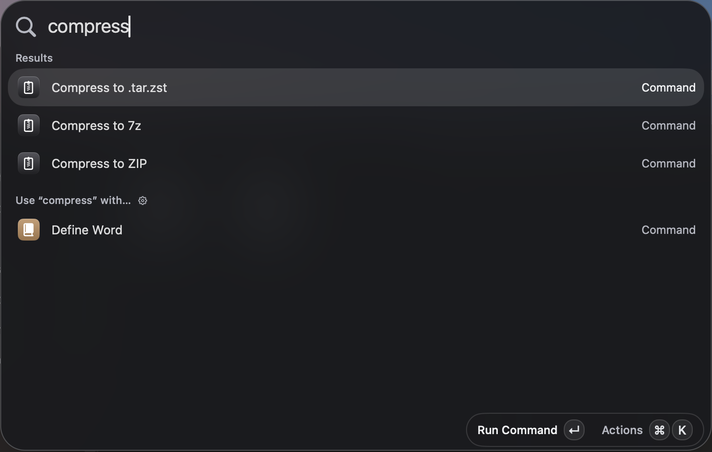 compress
Results
Compress to .tar.zst Command
Compress to 7z Command
Compress to ZIP Command
Use “compress” with...
Define Word Command
Run Command ↵ Actions ⌘ K